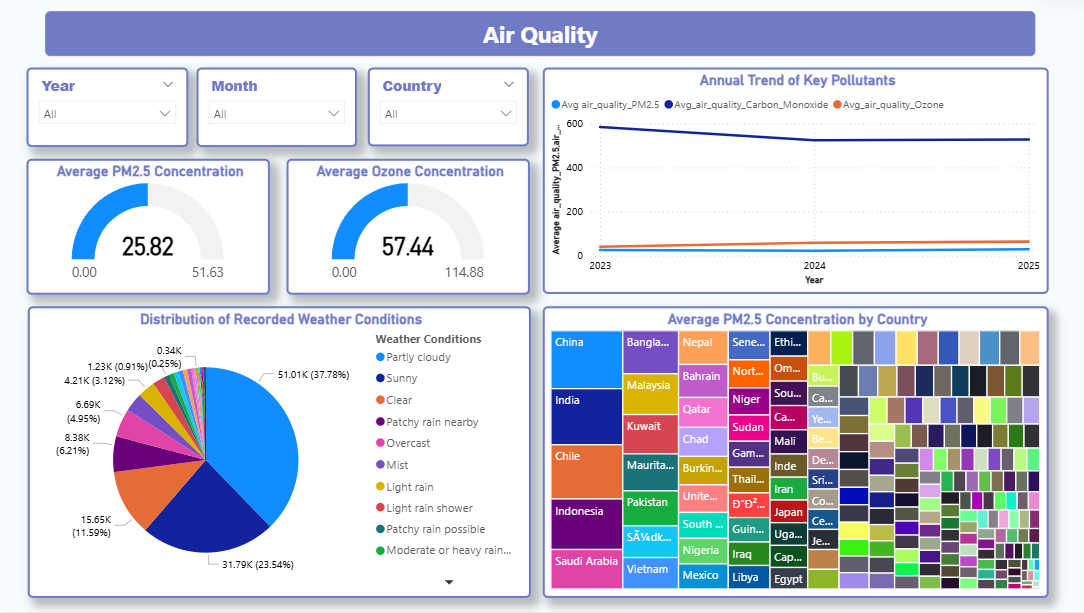 Air Quality
Year
All
Month
All
Country
All
Annual Trend of Key Pollutants
Avg air_quality_PM2.5
Avg_air_quality_Carbon_Monoxide
Avg_air_quality_Ozone
Average air_quality_PM2.5,air_...
600
400
200
0
2023
2024
2025
Year
Average PM2.5 Concentration
25.82
0.00
51.63
Average Ozone Concentration
57.44
0.00
114.88
Distribution of Recorded Weather Conditions
0.34K
(0.25%)
1.23K (0.91%)
4.21K (3.12%)
6.69K
(4.95%)
8.38K
(6.21%)
15.65K
(11.59%)
31.79K (23.54%)
51.01K (37.78%)
Weather Conditions
Partly cloudy
Sunny
Clear
Patchy rain nearby
Overcast
Mist
Light rain
Light rain shower
Patchy rain possible
Moderate or heavy rain...
Average PM2.5 Concentration by Country
China
India
Chile
Indonesia
Saudi Arabia
Bangla...
Malaysia
Kuwait
Maurita...
Pakistan
SÃ¼dk...
Vietnam
Nepal
Bahrain
Qatar
Chad
Burkin...
Unite...
South ...
Nigeria
Mexico
Sene...
Nort...
Niger
Sudan
Gam...
Thail...
Ð˜Ð²...
Guin...
Iraq
Libya
Ethi...
Om...
Sou...
Ca...
Mali
Inde
Iran
Japan
Uga...
Cap...
Egypt
Bu...
Ca...
Ye...
Be...
De...
Sri...
Co...
Ce...
Je...